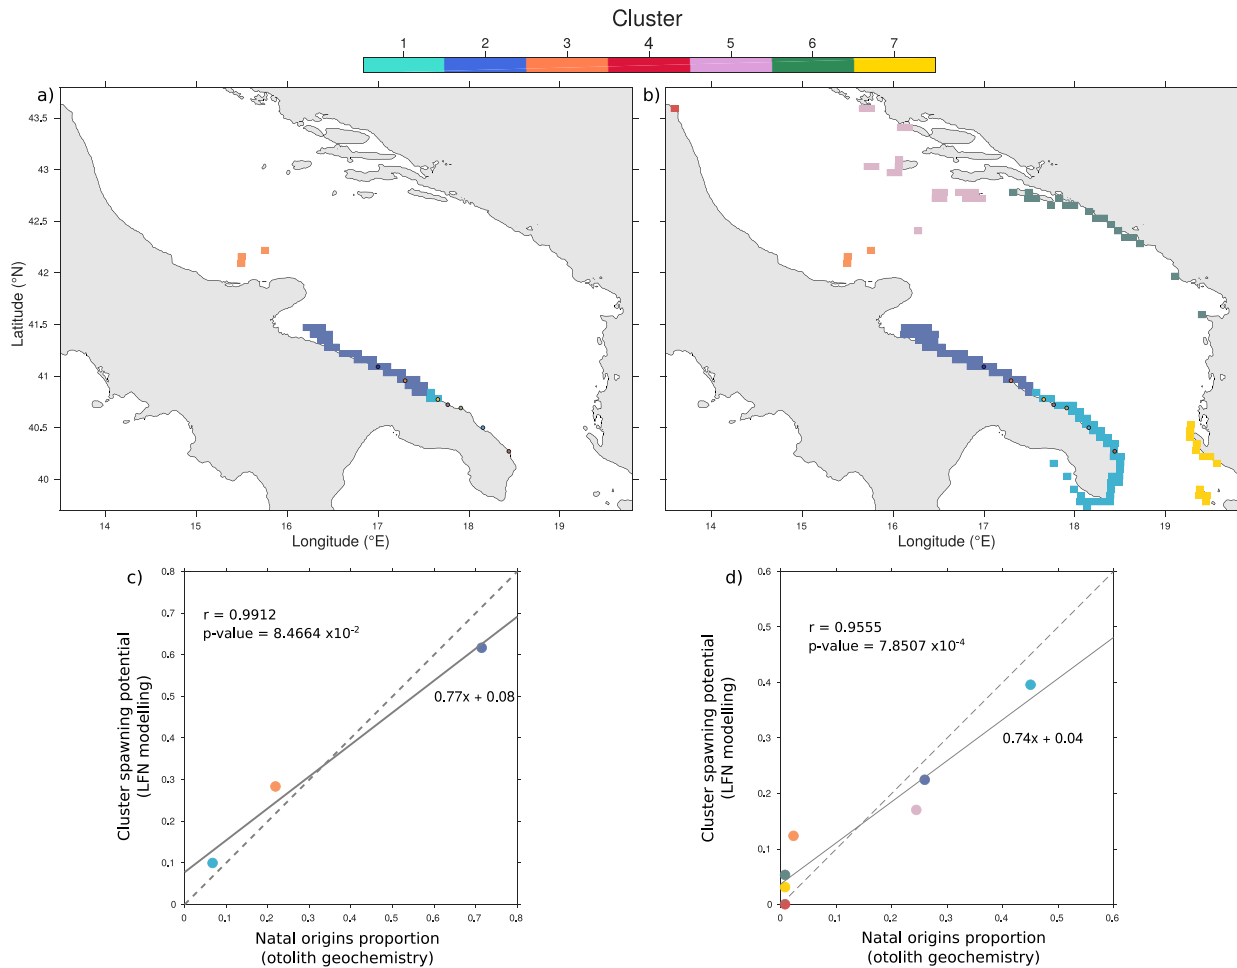 Cluster
1 2 3 4 5 6 7
a)
43.5
43
42.5
42
41.5
41
40.5
40
Latitude (°N)
14 15 16 17 18 19
Longitude (°E)
b)
14 15 16 17 18 19
Longitude (°E)
c)
0.8
0.7
0.6
0.5
0.4
0.3
0.2
0.1
0
Cluster spawning potential
(LFN modelling)
r = 0.9912
p-value = 8.4664 x10-2
0.77x + 0.08
0 0.1 0.2 0.3 0.4 0.5 0.6 0.7 0.8
Natal origins proportion
(otolith geochemistry)
d)
0.6
0.5
0.4
0.3
0.2
0.1
0
Cluster spawning potential
(LFN modelling)
r = 0.9555
p-value = 7.8507 x10-4
0.74x + 0.04
0 0.1 0.2 0.3 0.4 0.5 0.6
Natal origins proportion
(otolith geochemistry)